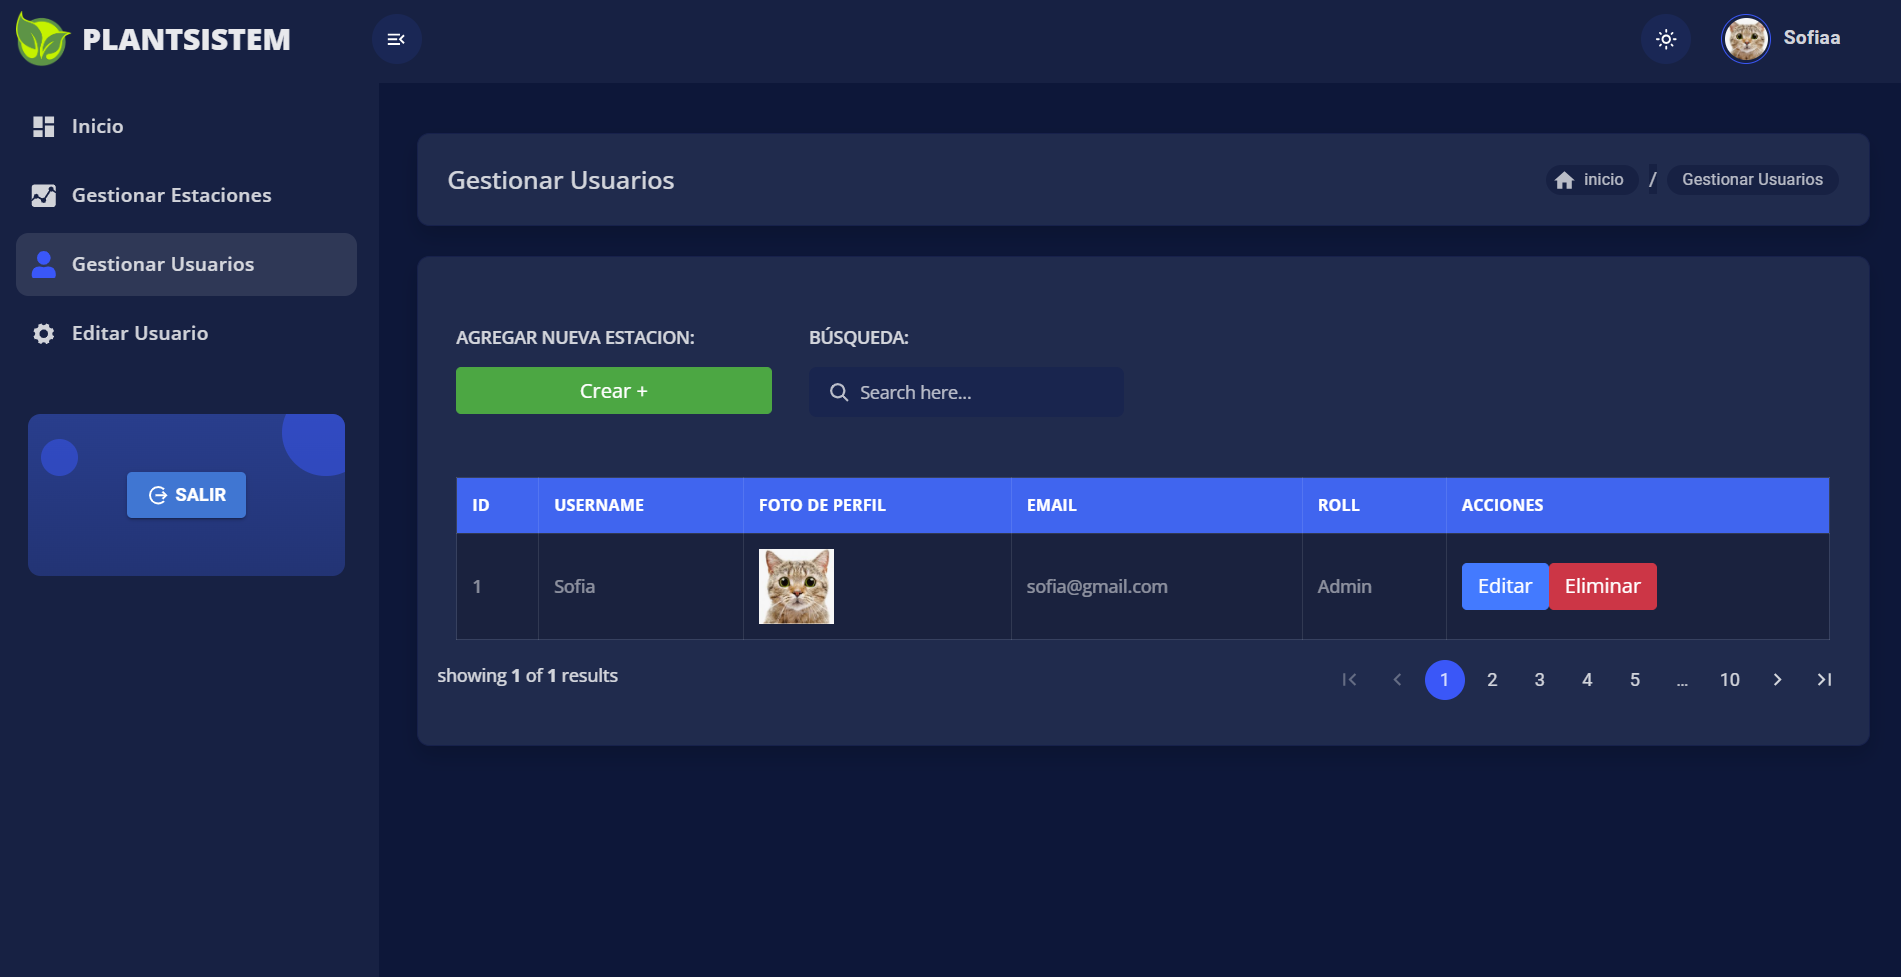 PLANTSISTEM
Sofiaa
Inicio
Gestionar Estaciones
Gestionar Usuarios
Editar Usuario
SALIR
Gestionar Usuarios
inicio / Gestionar Usuarios
AGREGAR NUEVA ESTACION: BÚSQUEDA:
Crear + Search here...
ID USERNAME FOTO DE PERFIL EMAIL ROLL ACCIONES
1 Sofia sofia@gmail.com Admin Editar Eliminar
showing 1 of 1 results 1 2 3 4 5 ... 10